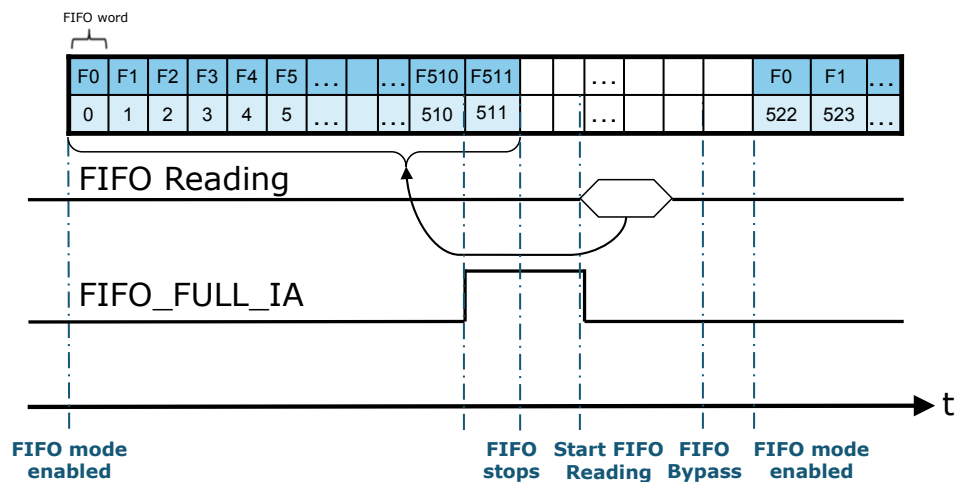 FIFO word
F0 F1 F2 F3 F4 F5 ... ... F510 F511 ... F0 F1 ...
0 1 2 3 4 5 ... ... 510 511 ... 522 523 ...
FIFO Reading
FIFO_FULL_IA
t
FIFO mode
enabled
FIFO
stops
Start FIFO
Reading
FIFO
Bypass
FIFO mode
enabled